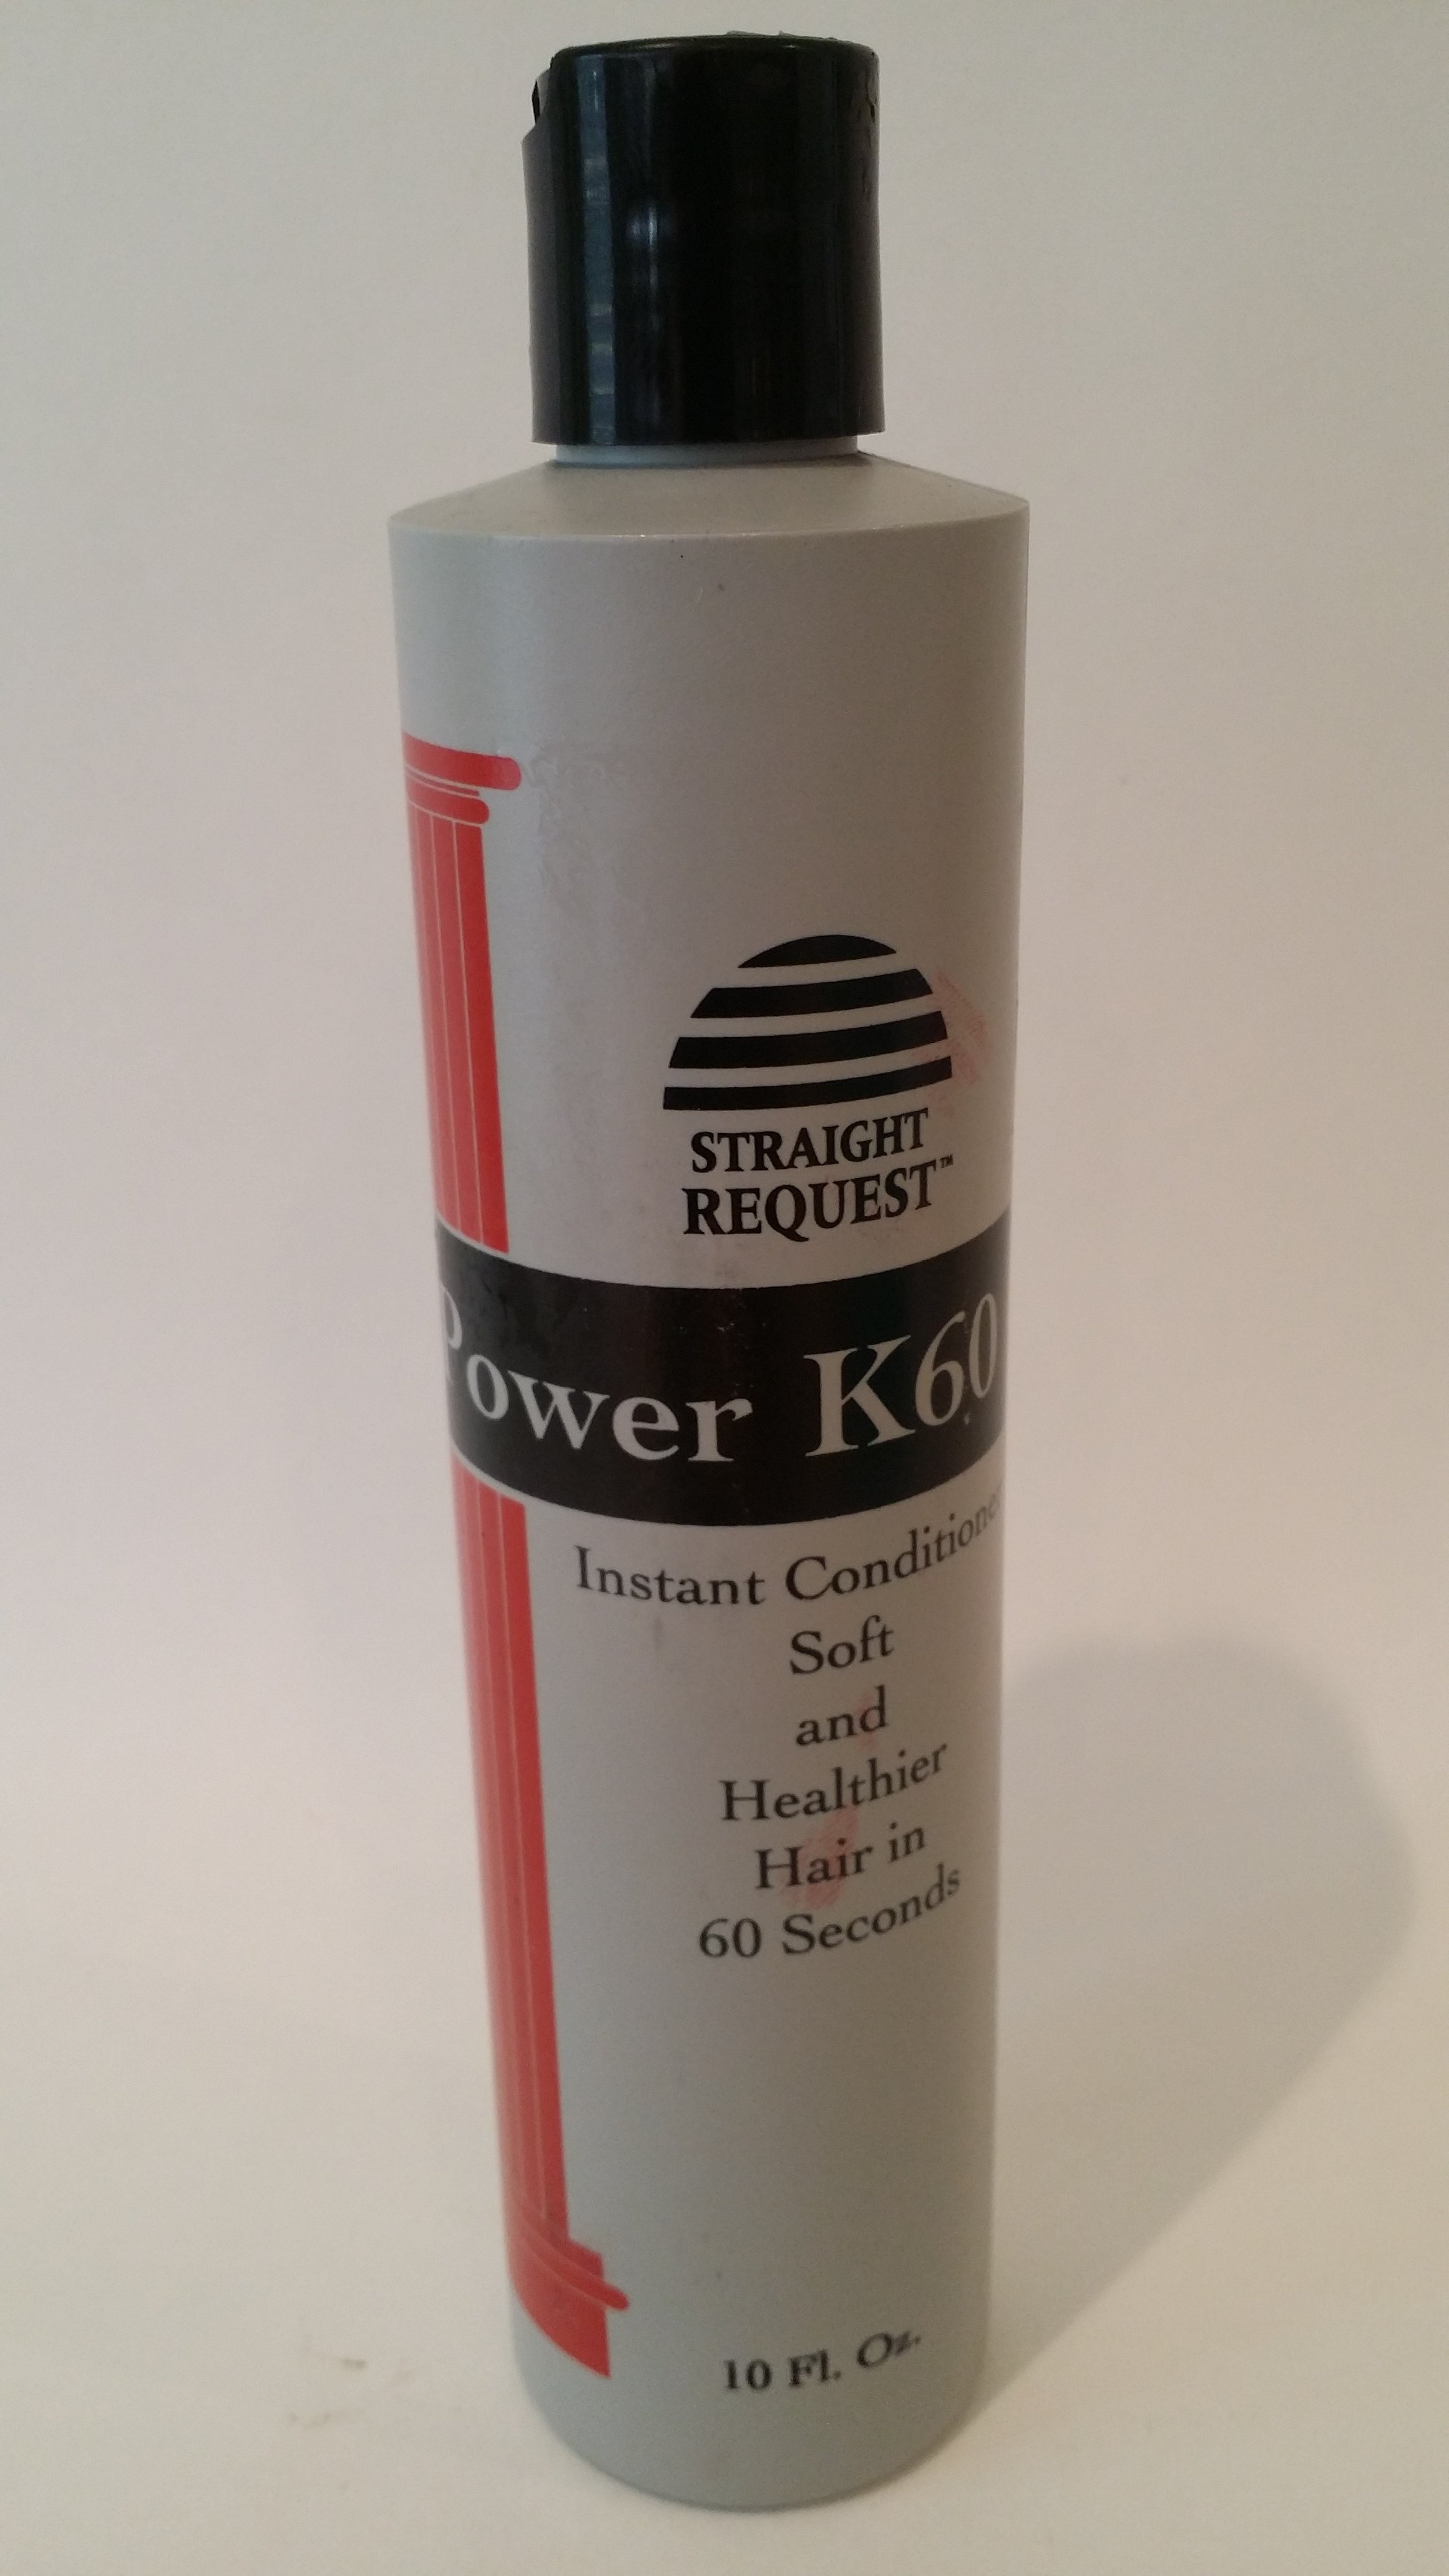 STRAIGHT
REQUEST™
Power K60
Instant Conditioner
Soft
and
Healthier
Hair in
60 Seconds
10 Fl. Oz.